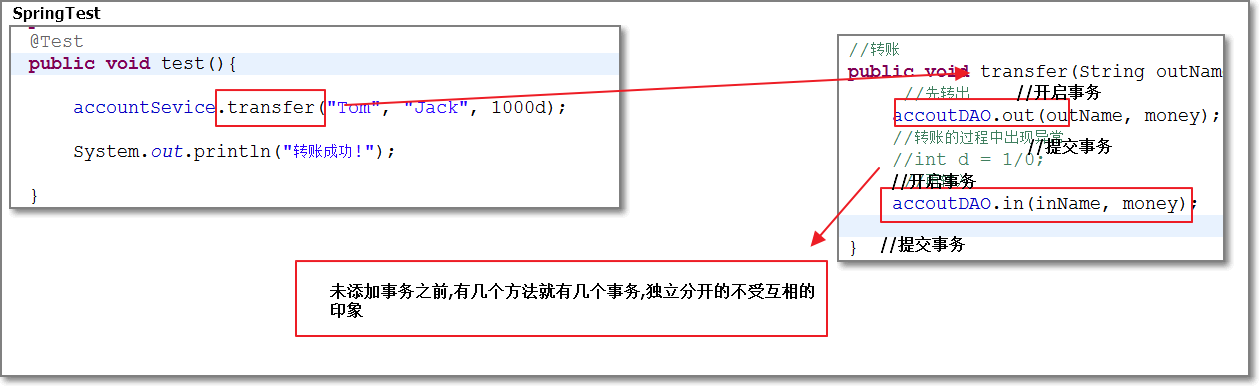 SpringTest
@Test
public void test(){
accountSevice.transfer("Tom", "Jack", 1000d);
System.out.println("转账成功!");
}
//转账
public void transfer(String outNam
//先转出 //开启事务
accoutDAO.out(outName, money);
//转账的过程中出现异常
//提交事务
//int d = 1/0;
//开启事务
accoutDAO.in(inName, money);
} //提交事务
未添加事务之前,有几个方法就有几个事务,独立分开的不受互相的
印象